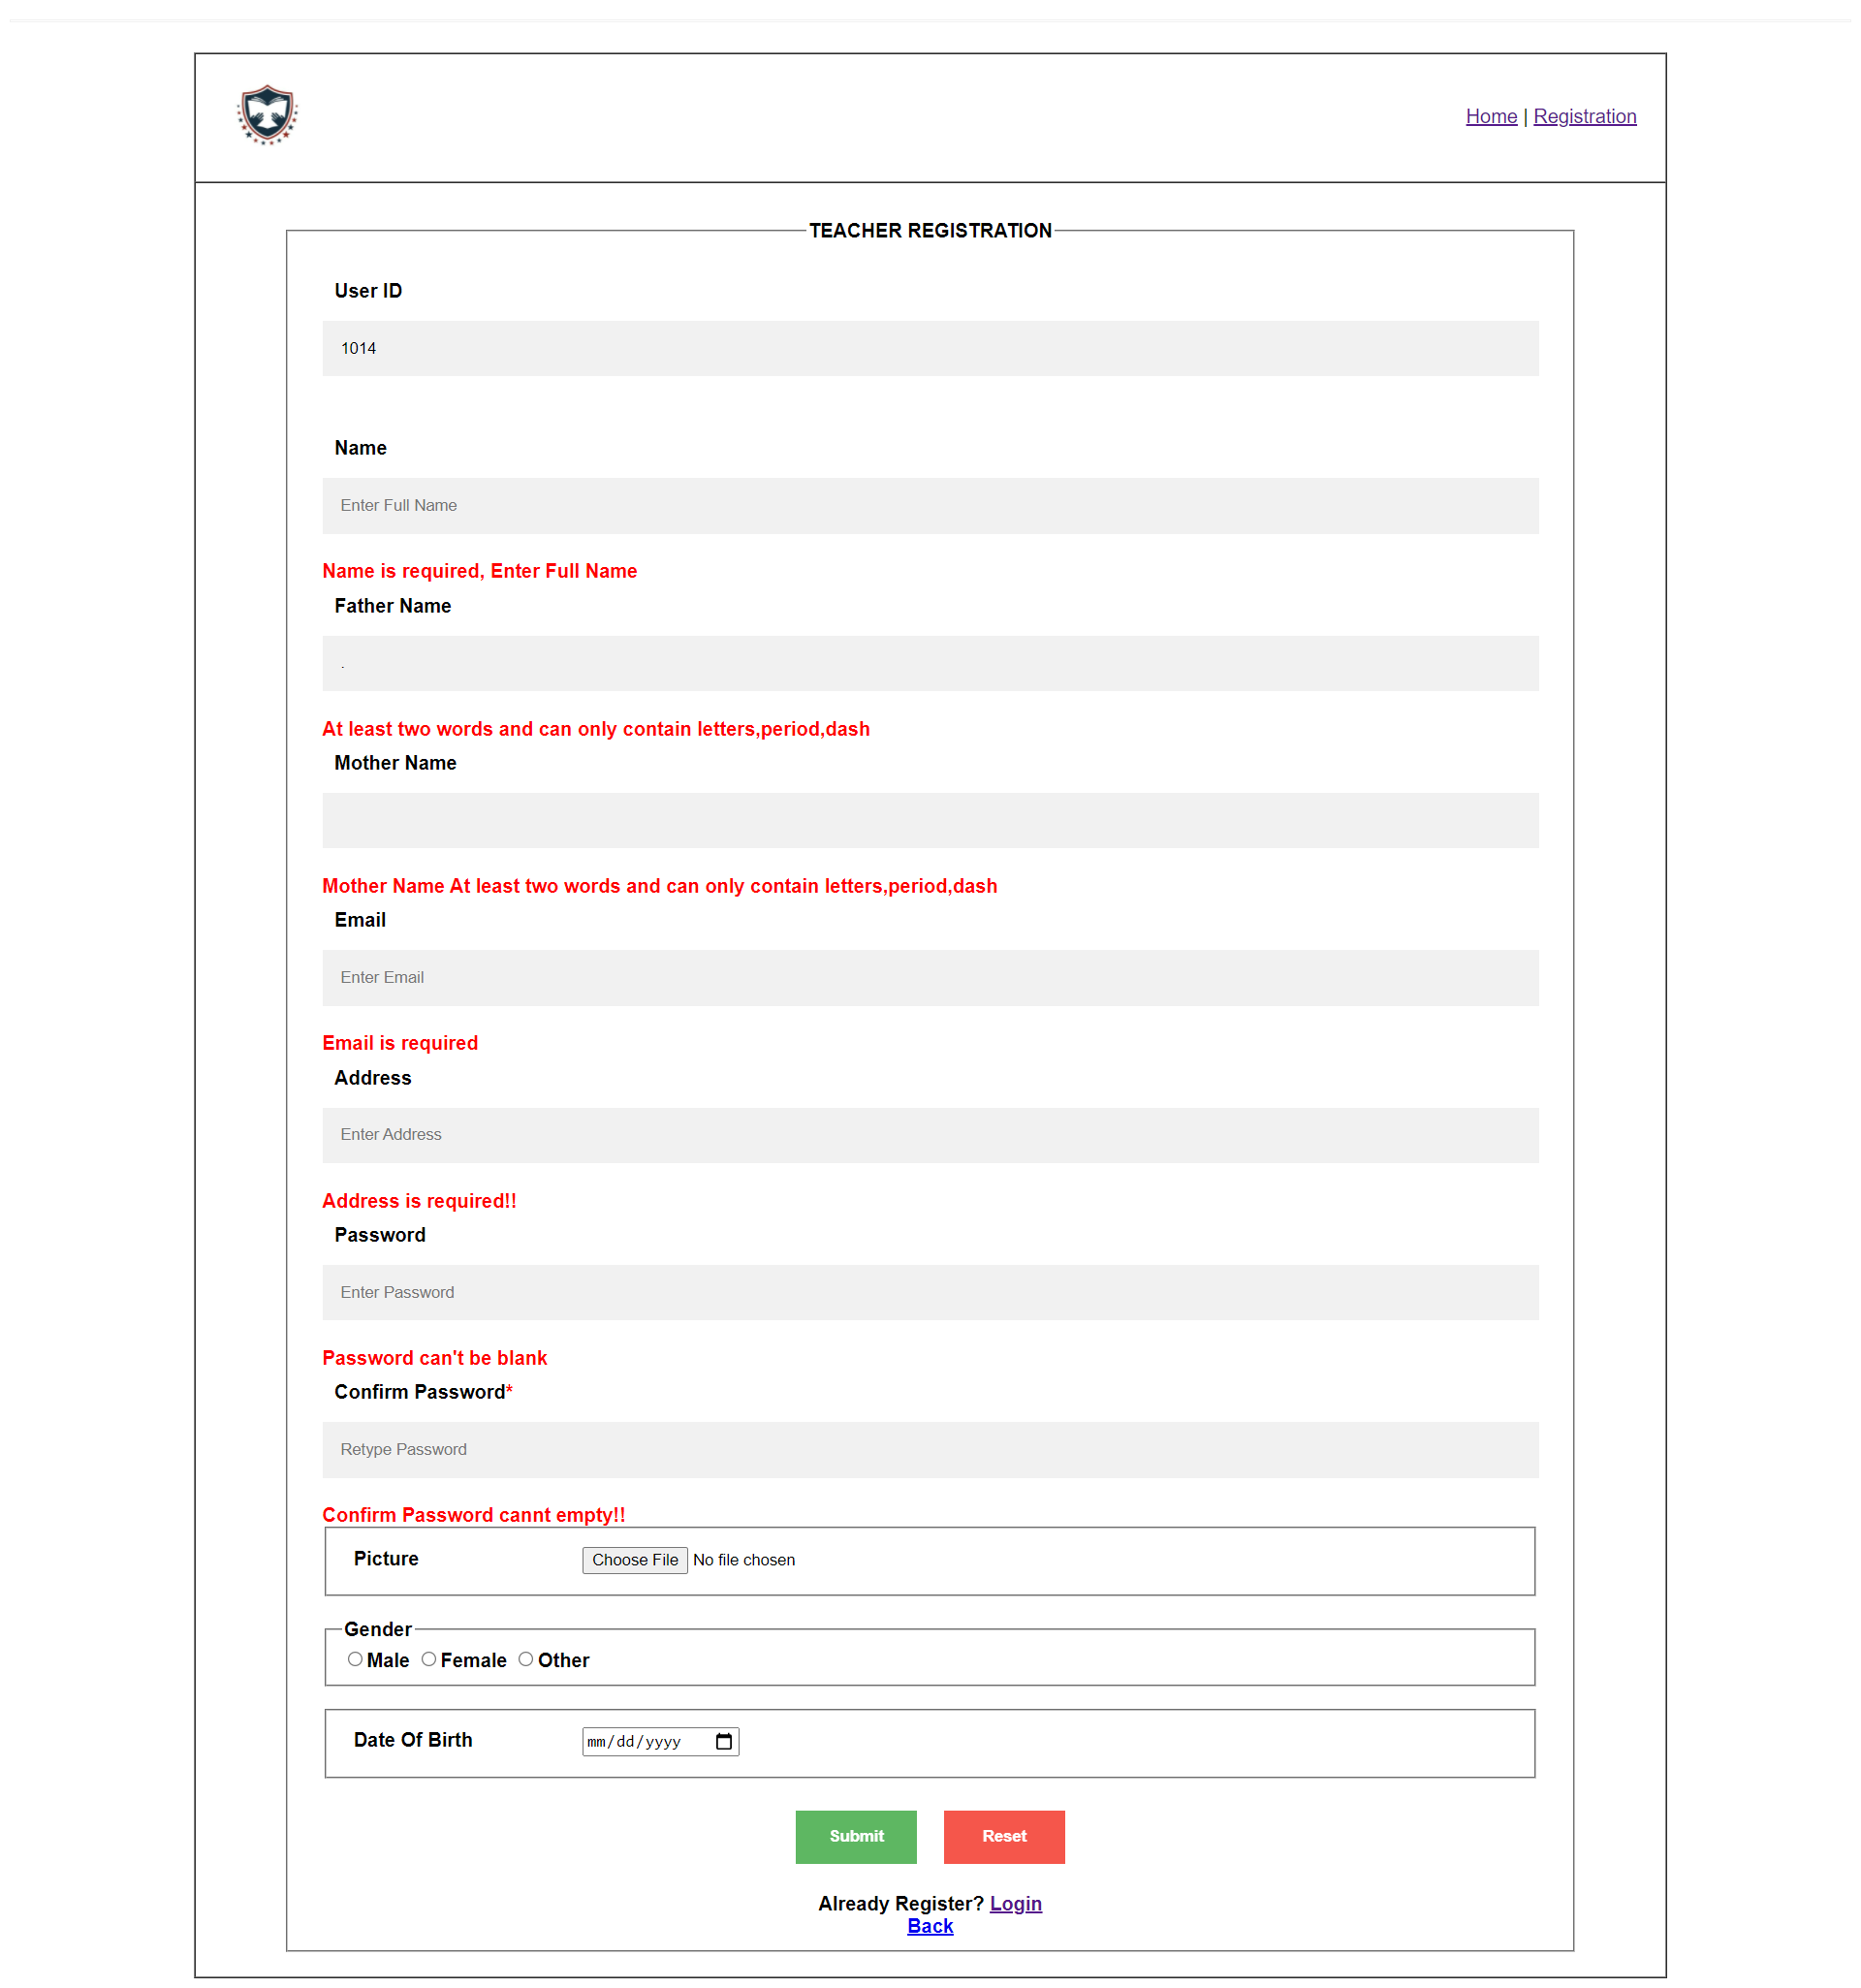 Home | Registration
TEACHER REGISTRATION
User ID
1014
Name
Enter Full Name
Name is required, Enter Full Name
Father Name
.
At least two words and can only contain letters,period,dash
Mother Name
Mother Name At least two words and can only contain letters,period,dash
Email
Enter Email
Email is required
Address
Enter Address
Address is required!!
Password
Enter Password
Password can't be blank
Confirm Password*
Retype Password
Confirm Password cannt empty!!
Picture Choose File No file chosen
Gender
Male Female Other
Date Of Birth mm/dd/yyyy
Submit Reset
Already Register? Login
Back